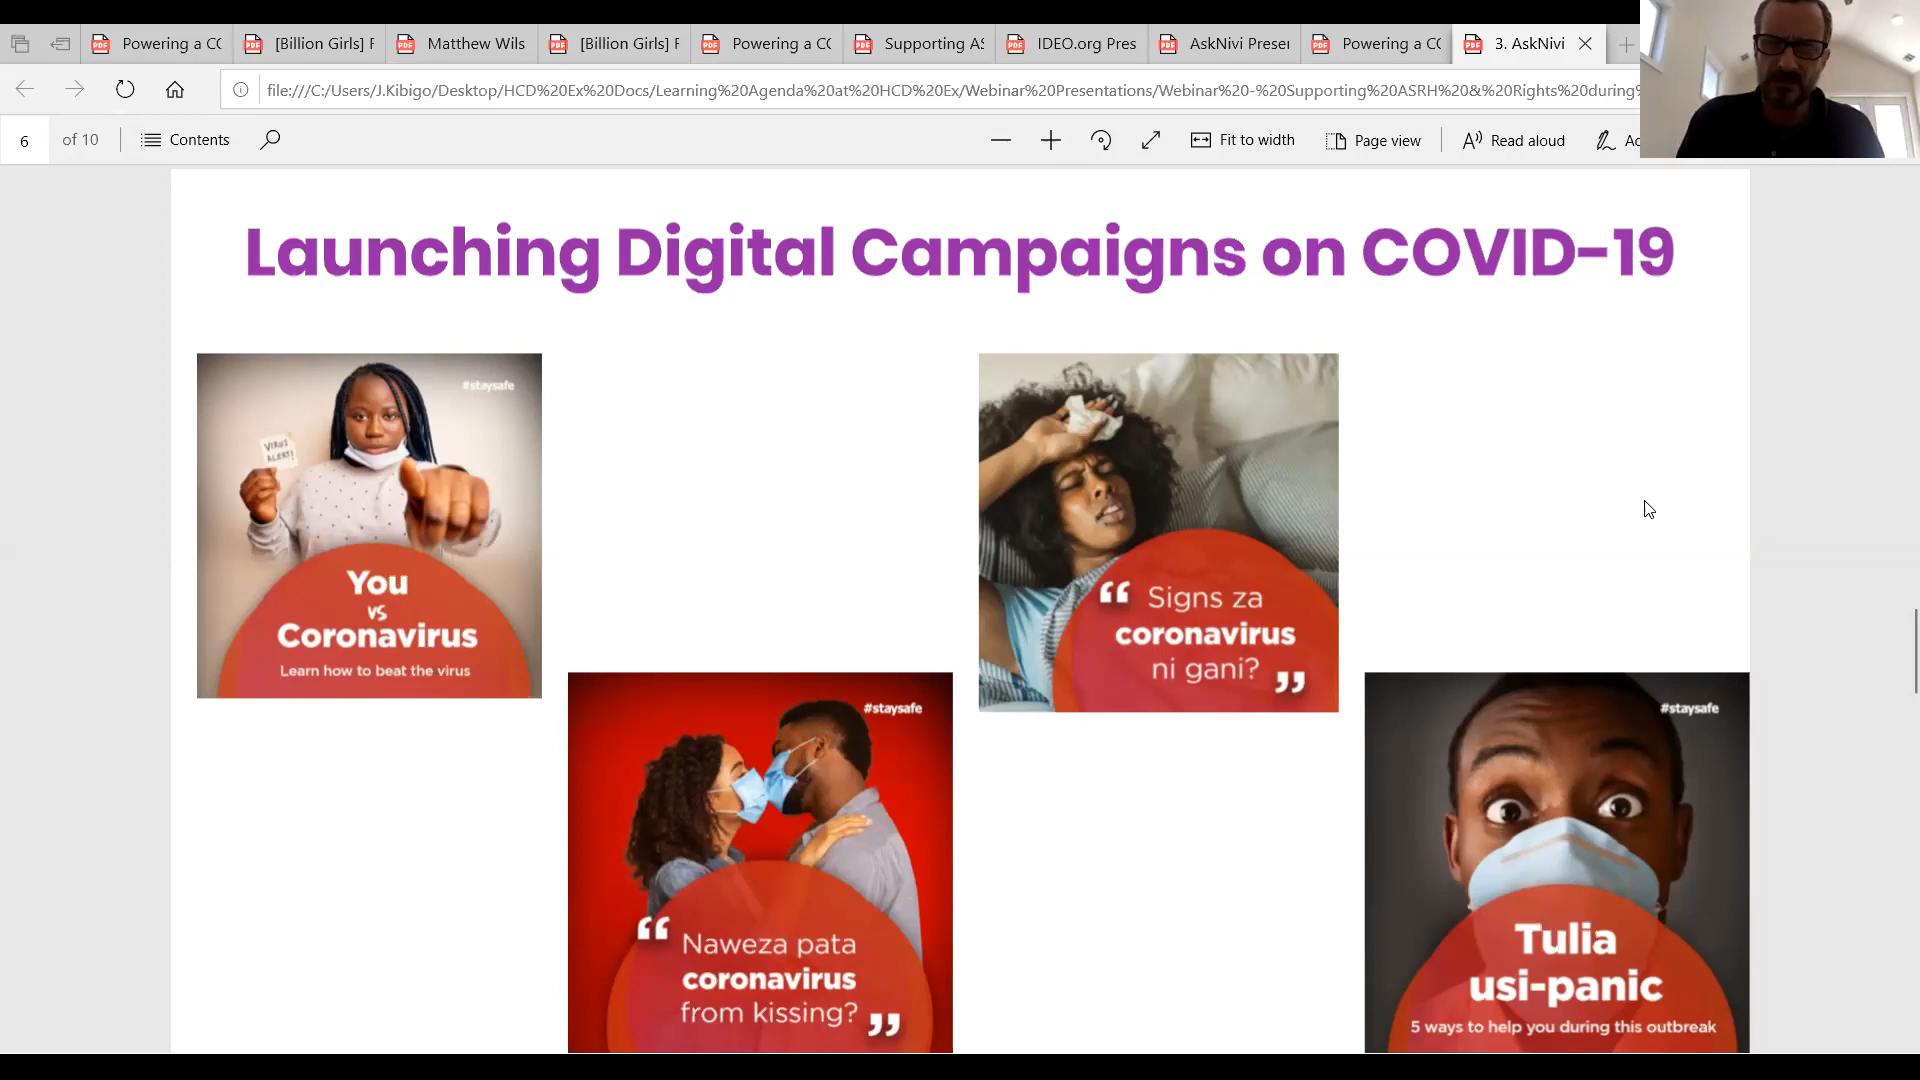 Powering a CC
[Billion Girls] F
Matthew Wils
[Billion Girls] F
Powering a CC
Supporting AS
IDEO.org Pres
AskNivi Presen
Powering a CC
3. AskNivi
file:///C:/Users/J.Kibigo/Desktop/HCD%20Ex%20Docs/Learning%20Agenda%20at%20HCD%20Ex/Webinar%20Presentations/Webinar%20-%20Supporting%20ASRH%20&%20Rights%20during%
6 of 10
Contents
Fit to width
Page view
Read aloud
Launching Digital Campaigns on COVID-19
#staysafe
VIRUS
ALERT!
You
vs
Coronavirus
Learn how to beat the virus
#staysafe
“ Naweza pata
coronavirus
from kissing? ”
“ Signs za
coronavirus
ni gani? ”
#staysafe
Tulia
usi-panic
5 ways to help you during this outbreak